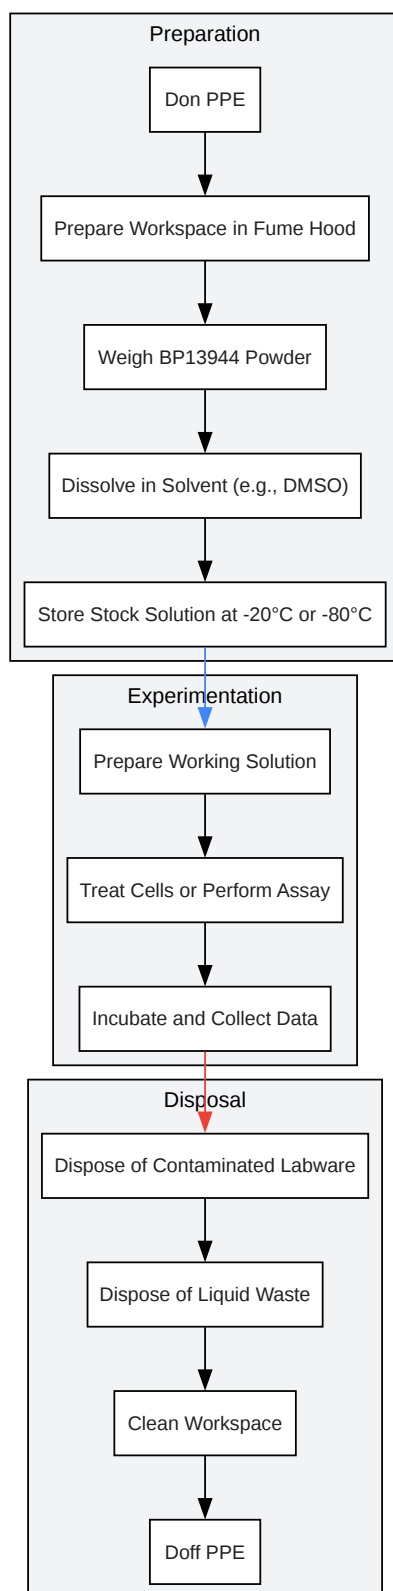 Preparation
Don PPE
Prepare Workspace in Fume Hood
Weigh BP13944 Powder
Dissolve in Solvent (e.g., DMSO)
Store Stock Solution at -20°C or -80°C
Experimentation
Prepare Working Solution
Treat Cells or Perform Assay
Incubate and Collect Data
Disposal
Dispose of Contaminated Labware
Dispose of Liquid Waste
Clean Workspace
Doff PPE